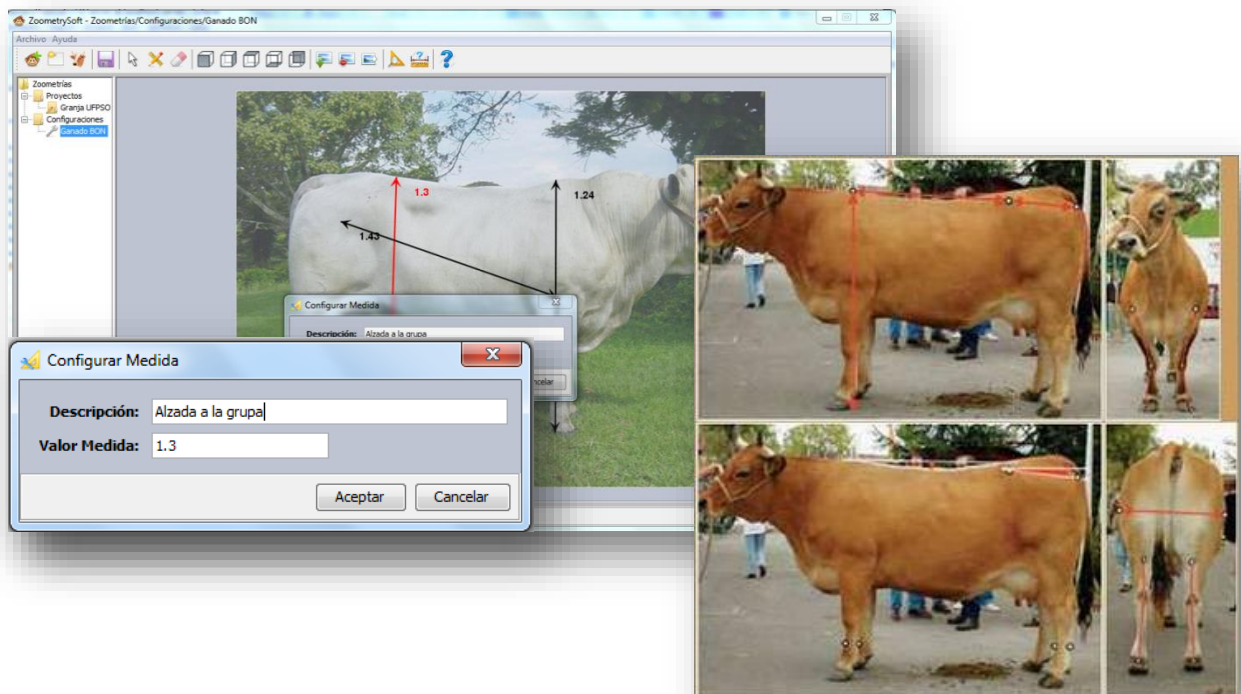 ZoometrySoft - Zoometrías/Configuraciones/Ganado BON
Archivo Ayuda
Zoometrías
Proyectos
Granja UFPSO
Configuraciones
Ganado BON
1.3
1.24
1.43
Configurar Medida
Descripción: Alzada a la grupa
Configurar Medida
Descripción: Alzada a la grupa
Valor Medida: 1.3
Aceptar Cancelar